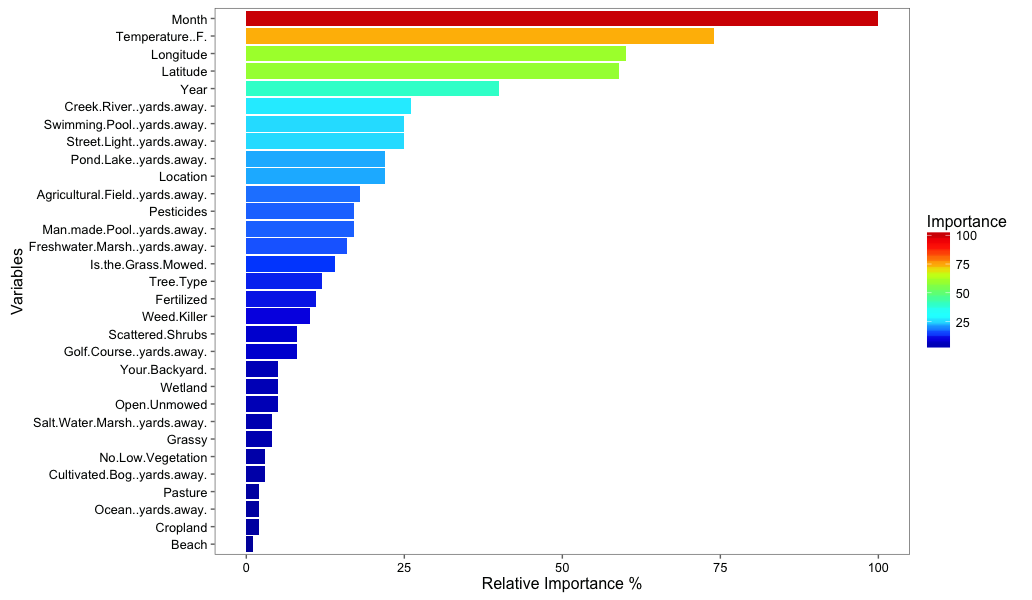 Month
Temperature..F.
Longitude
Latitude
Year
Creek.River..yards.away.
Swimming.Pool..yards.away.
Street.Light..yards.away.
Pond.Lake..yards.away.
Location
Agricultural.Field..yards.away.
Pesticides
Man.made.Pool..yards.away.
Freshwater.Marsh..yards.away.
Is.the.Grass.Mowed.
Tree.Type
Fertilized
Weed.Killer
Scattered.Shrubs
Golf.Course..yards.away.
Your.Backyard.
Wetland
Open.Unmowed
Salt.Water.Marsh..yards.away.
Grassy
No.Low.Vegetation
Cultivated.Bog..yards.away.
Pasture
Ocean..yards.away.
Cropland
Beach
Variables
0 25 50 75 100
Relative Importance %
Importance
100
75
50
25